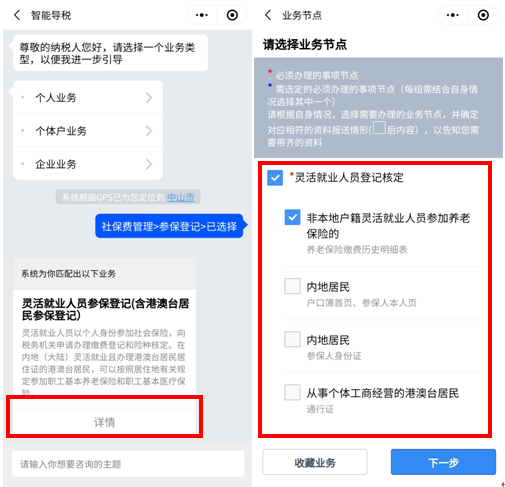 智能导税
尊敬的纳税人您好，请选择一个业务类
型，以便我进一步引导
个人业务
个体户业务
企业业务
系统根据GPS已为您定位到 中山市
社保费管理>参保登记>已选择
系统为你匹配出以下业务
灵活就业人员参保登记(含港澳台居
民参保登记)
灵活就业人员以个人身份参加社会保险，向
税务机关申请办理缴费登记和险种核定。在
内地（大陆）灵活就业且办理港澳台居民居
住证的港澳台居民，可以按照居住地有关规
定参加职工基本养老保险和职工基本医疗保
险。
详情
请输入你想要咨询的主题
业务节点
请选择业务节点
* 必须办理的事项节点
* 需选定的必须办理的事项节点（每组需结合自身情
况选择其中一个）
请根据自身情况，选择需要办理的业务节点，并确定
对应相符的资料报送情形(□后内容），以告知您需
要带齐的资料
*灵活就业人员登记核定
非本地户籍灵活就业人员参加养老
保险的
养老保险缴费历史明细表
内地居民
户口簿首页、参保人本人页
内地居民
参保人身份证
从事个体工商经营的港澳台居民
通行证
收藏业务
下一步